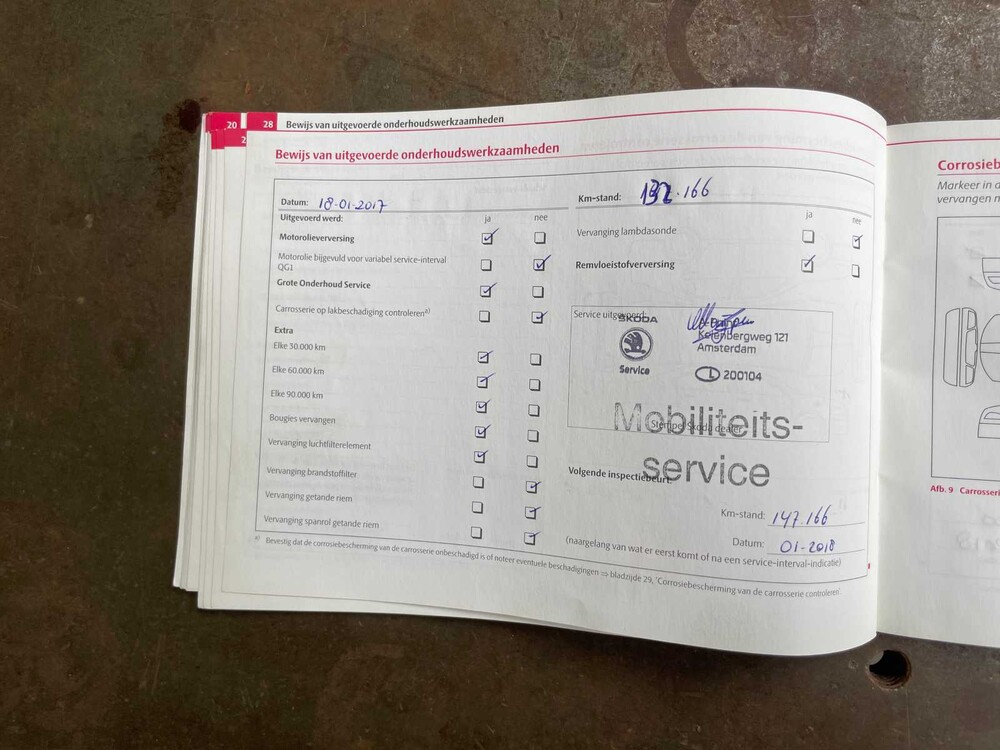 20
28 Bewijs van uitgevoerde onderhoudswerkzaamheden
2
Bewijs van uitgevoerde onderhoudswerkzaamheden
Datum: 18-01-2017
Uitgevoerd werd: ja nee
Motorolieverversing
Motorolie bijgevuld voor variabel service-interval
QG1
Grote Onderhoud Service
Carrosserie op lakbeschadiging controleren a)
Extra
Elke 30.000 km
Elke 60.000 km
Elke 90.000 km
Bougies vervangen
Vervanging luchtfilterelement
Vervanging brandstoffilter
Vervanging getande riem
Vervanging spanrol getande riem
Km-stand: 132.166
ja nee
Vervanging lambdasonde
Remvloeistofverversing
Service uitgevoerd:
SKODA
Service
Keienbergweg 121
Amsterdam
200104
Stempel Skoda dealer
Mobiliteits-
service
Volgende inspectiebeurt
Km-stand: 147.166
Datum: 01-2018
(naargelang van wat er eerst komt of na een service-interval-indicatie)
a) Bevestig dat de corrosiebescherming van de carrosserie onbeschadigd is of noteer eventuele beschadigingen ⇒ bladzijde 29, 'Corrosiebescherming van de carrosserie controleren'.
Corrosieb
Markeer in d
vervangen
Afb. 9 Carrosseri